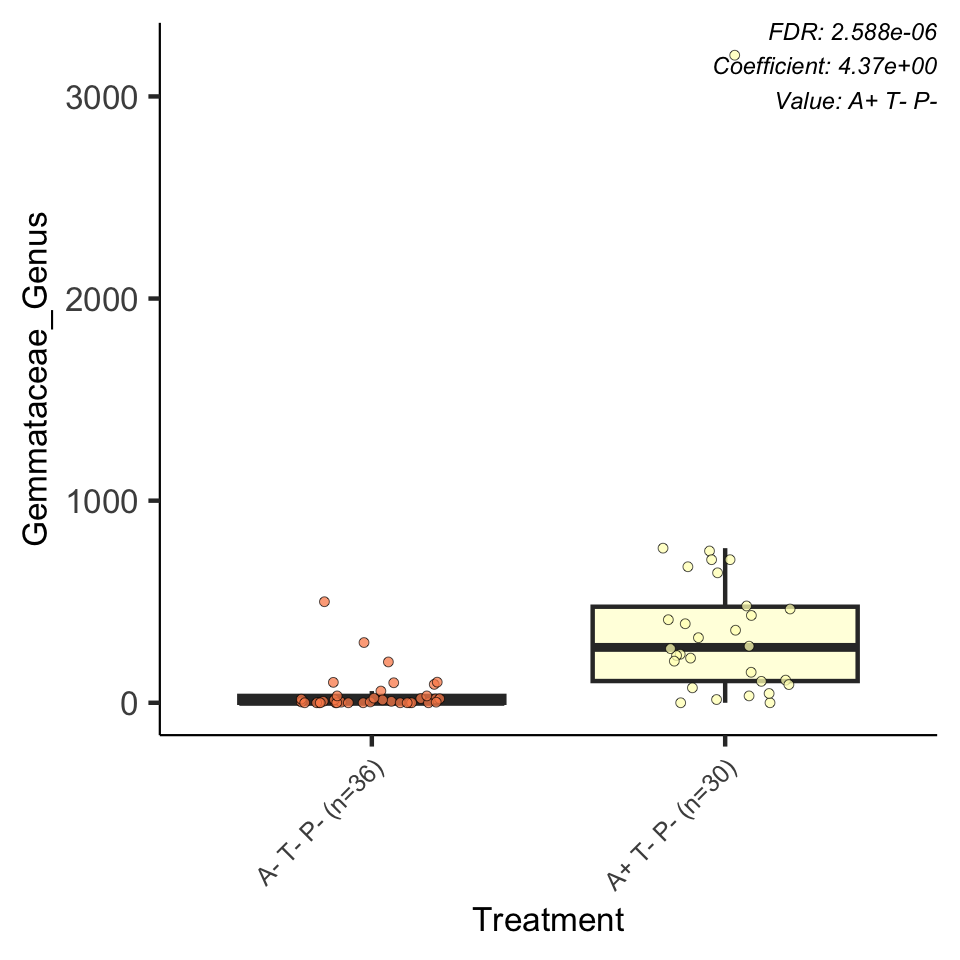 FDR: 2.588e-06
Coefficient: 4.37e+00
Value: A+ T- P-
Gemmataceae_Genus
3000
2000
1000
0
A- T- P- (n=36)
A+ T- P- (n=30)
Treatment